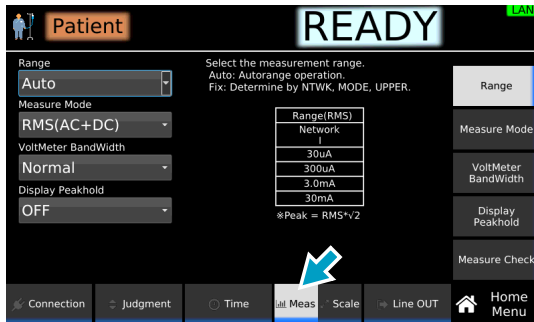 LAN
Patient
READY
Range
Auto
Measure Mode
RMS(AC+DC)
VoltMeter BandWidth
Normal
Display Peakhold
OFF
Select the measurement range.
Auto: Autorange operation.
Fix: Determine by NTWK, MODE, UPPER.
Range(RMS)
Network
I
30uA
300uA
3.0mA
30mA
※Peak = RMS*√2
Range
Measure Mode
VoltMeter
BandWidth
Display
Peakhold
Measure Check
Connection
Judgment
Time
Meas
Scale
Line OUT
Home
Menu